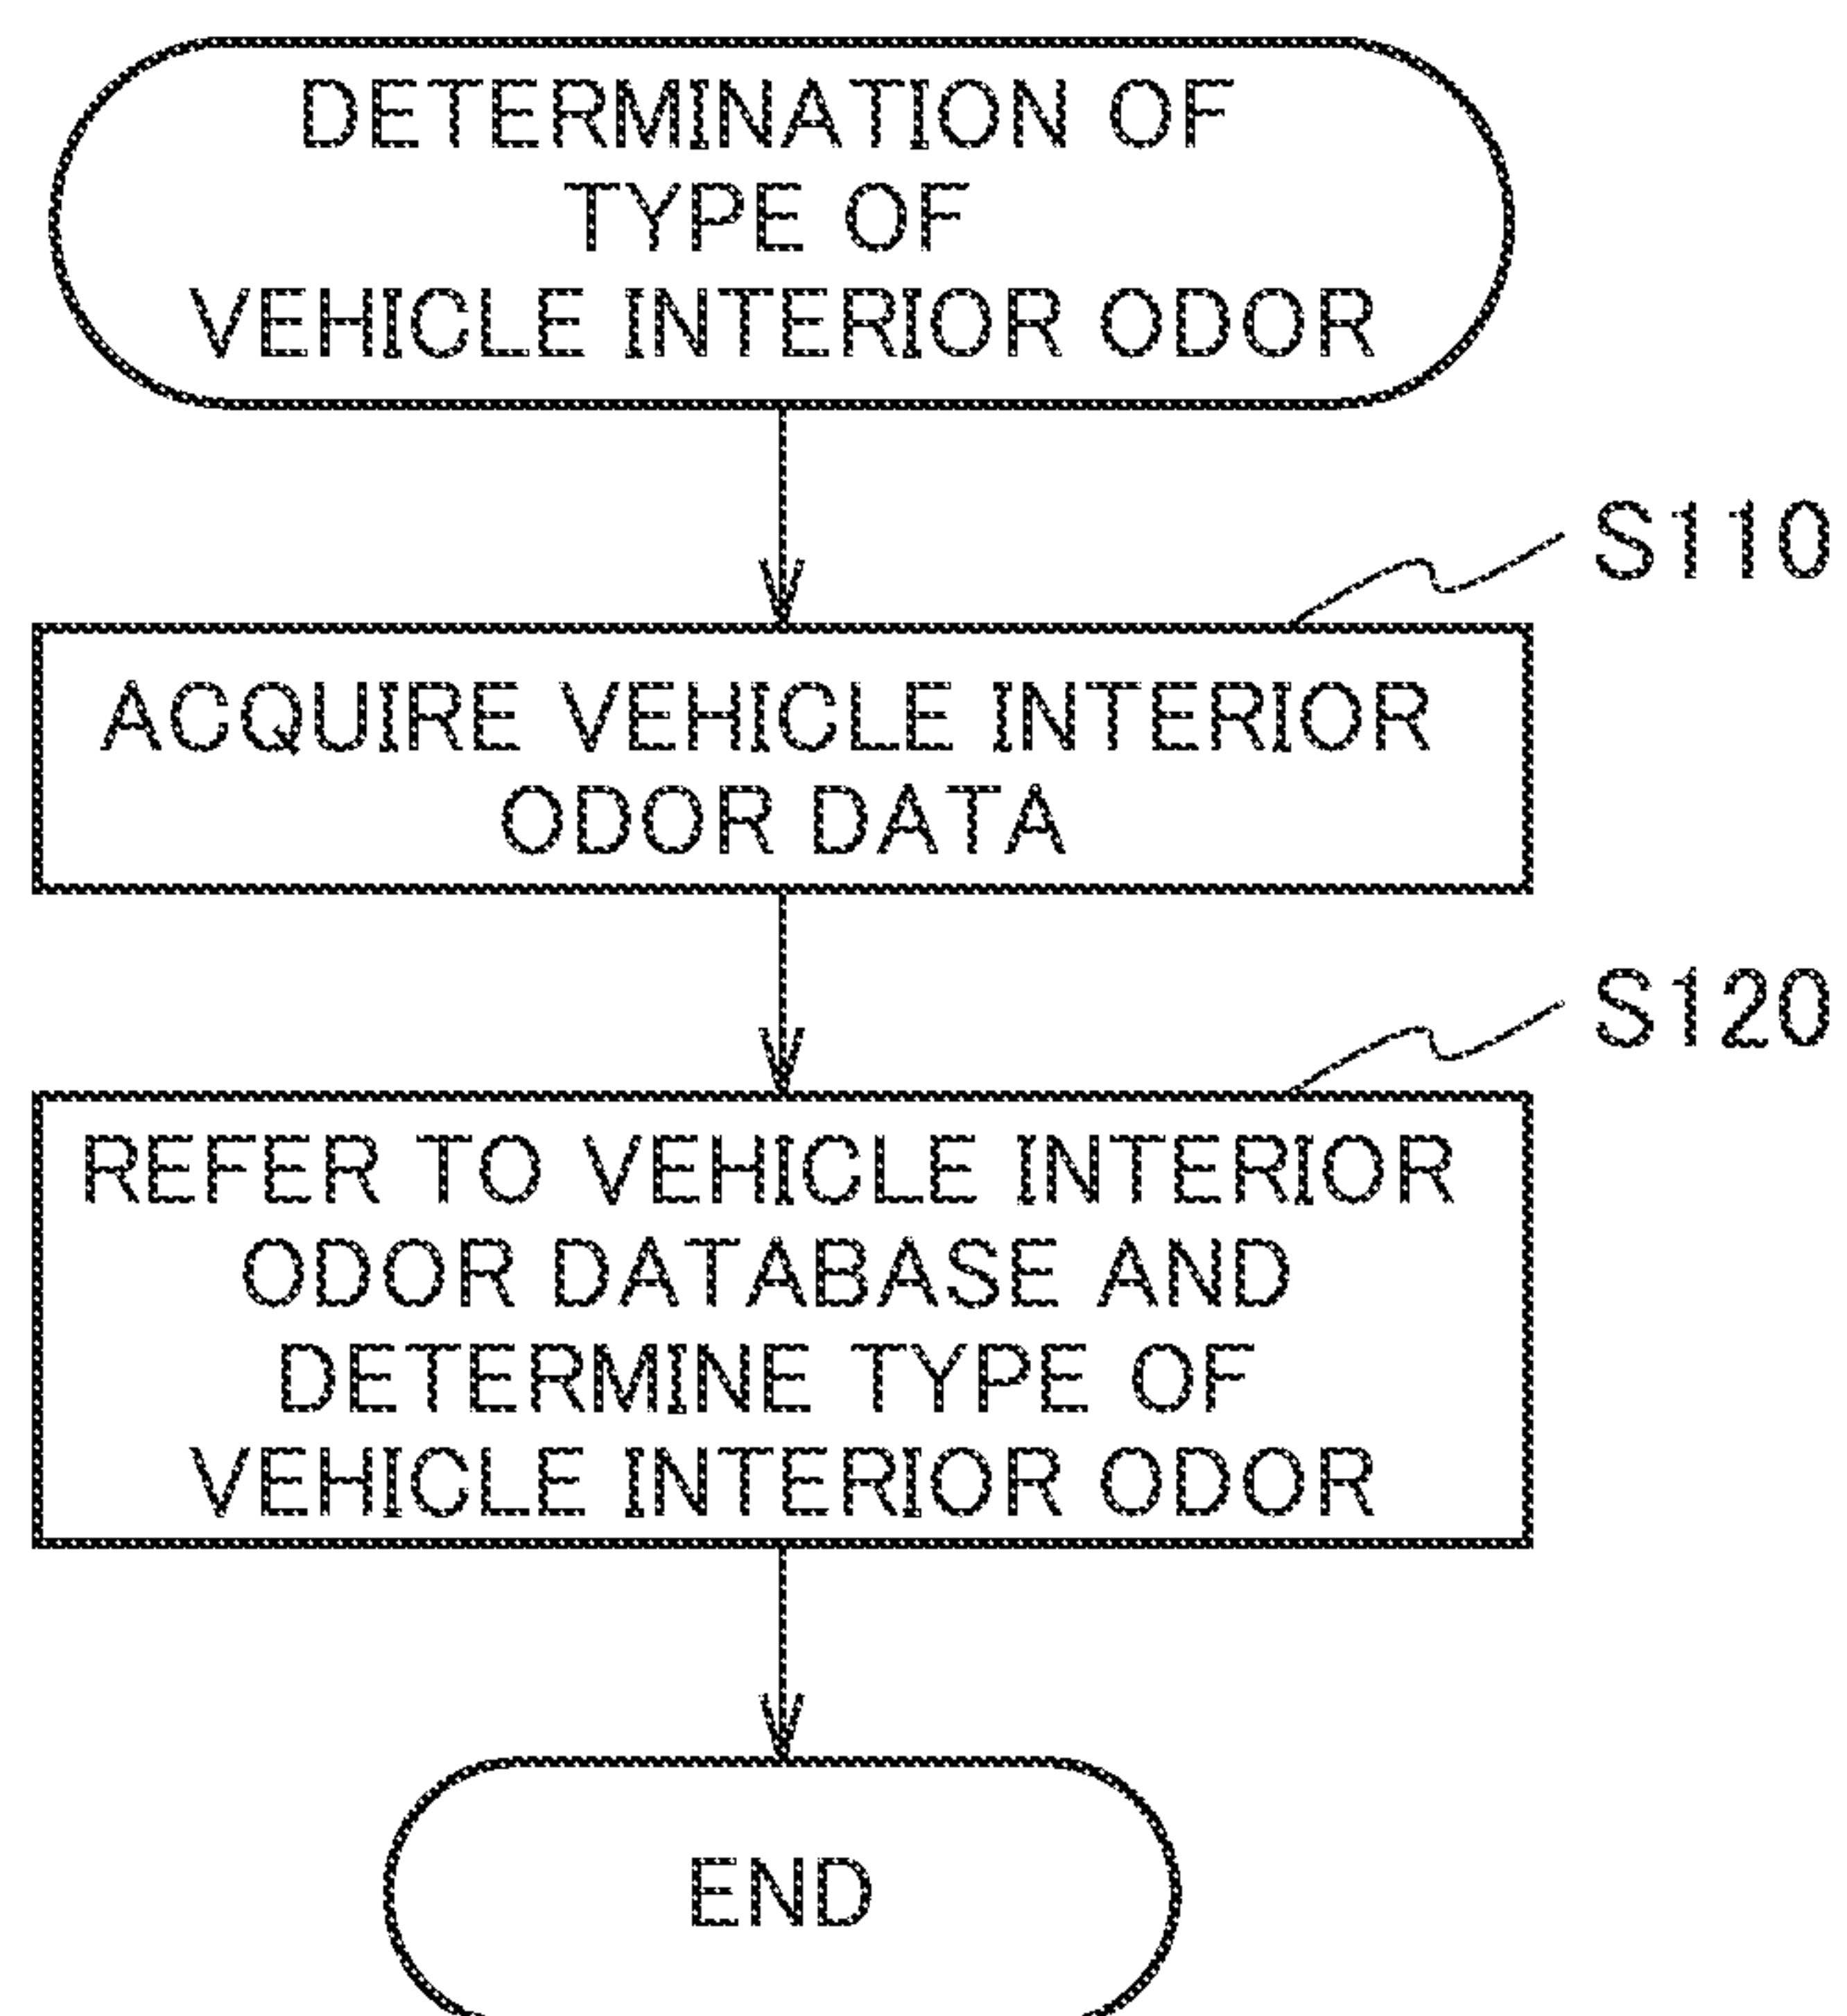 DETERMINATION OF
TYPE OF
VEHICLE INTERIOR ODOR
S110
ACQUIRE VEHICLE INTERIOR
ODOR DATA
S120
REFER TO VEHICLE INTERIOR
ODOR DATABASE AND
DETERMINE TYPE OF
VEHICLE INTERIOR ODOR
END